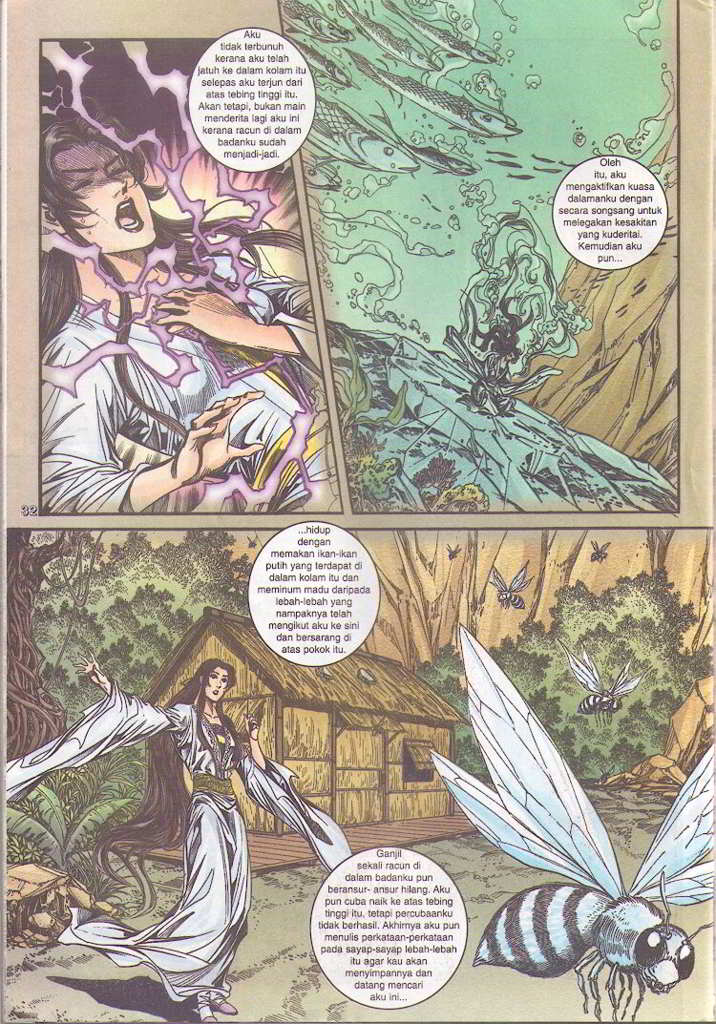 Aku
tidak terbunuh
kerana aku telah
jatuh ke dalam kolam itu
selepas aku terjun dari
atas tebing tinggi itu.
Akan tetapi, bukan main
menderita lagi aku ini
kerana racun di dalam
badanku sudah
menjadi-jadi.
Oleh
itu, aku
mengaktifkan kuasa
dalamanku dengan
secara songsang untuk
melegakan kesakitan
yang kuderitai.
Kemudian aku
pun...
32
...hidup
dengan
memakan ikan-ikan
putih yang terdapat di
dalam kolam itu dan
meminum madu daripada
lebah-lebah yang
nampaknya telah
mengikut aku ke sini
dan bersarang di
atas pokok itu.
Ganjil
sekali racun di
dalam badanku pun
beransur- ansur hilang. Aku
pun cuba naik ke atas tebing
tinggi itu, tetapi percubaanku
tidak berhasil. Akhirnya aku pun
menulis perkataan-perkataan
pada sayap-sayap lebah-lebah
itu agar kau akan
menyimpannya dan
datang mencari
aku ini...